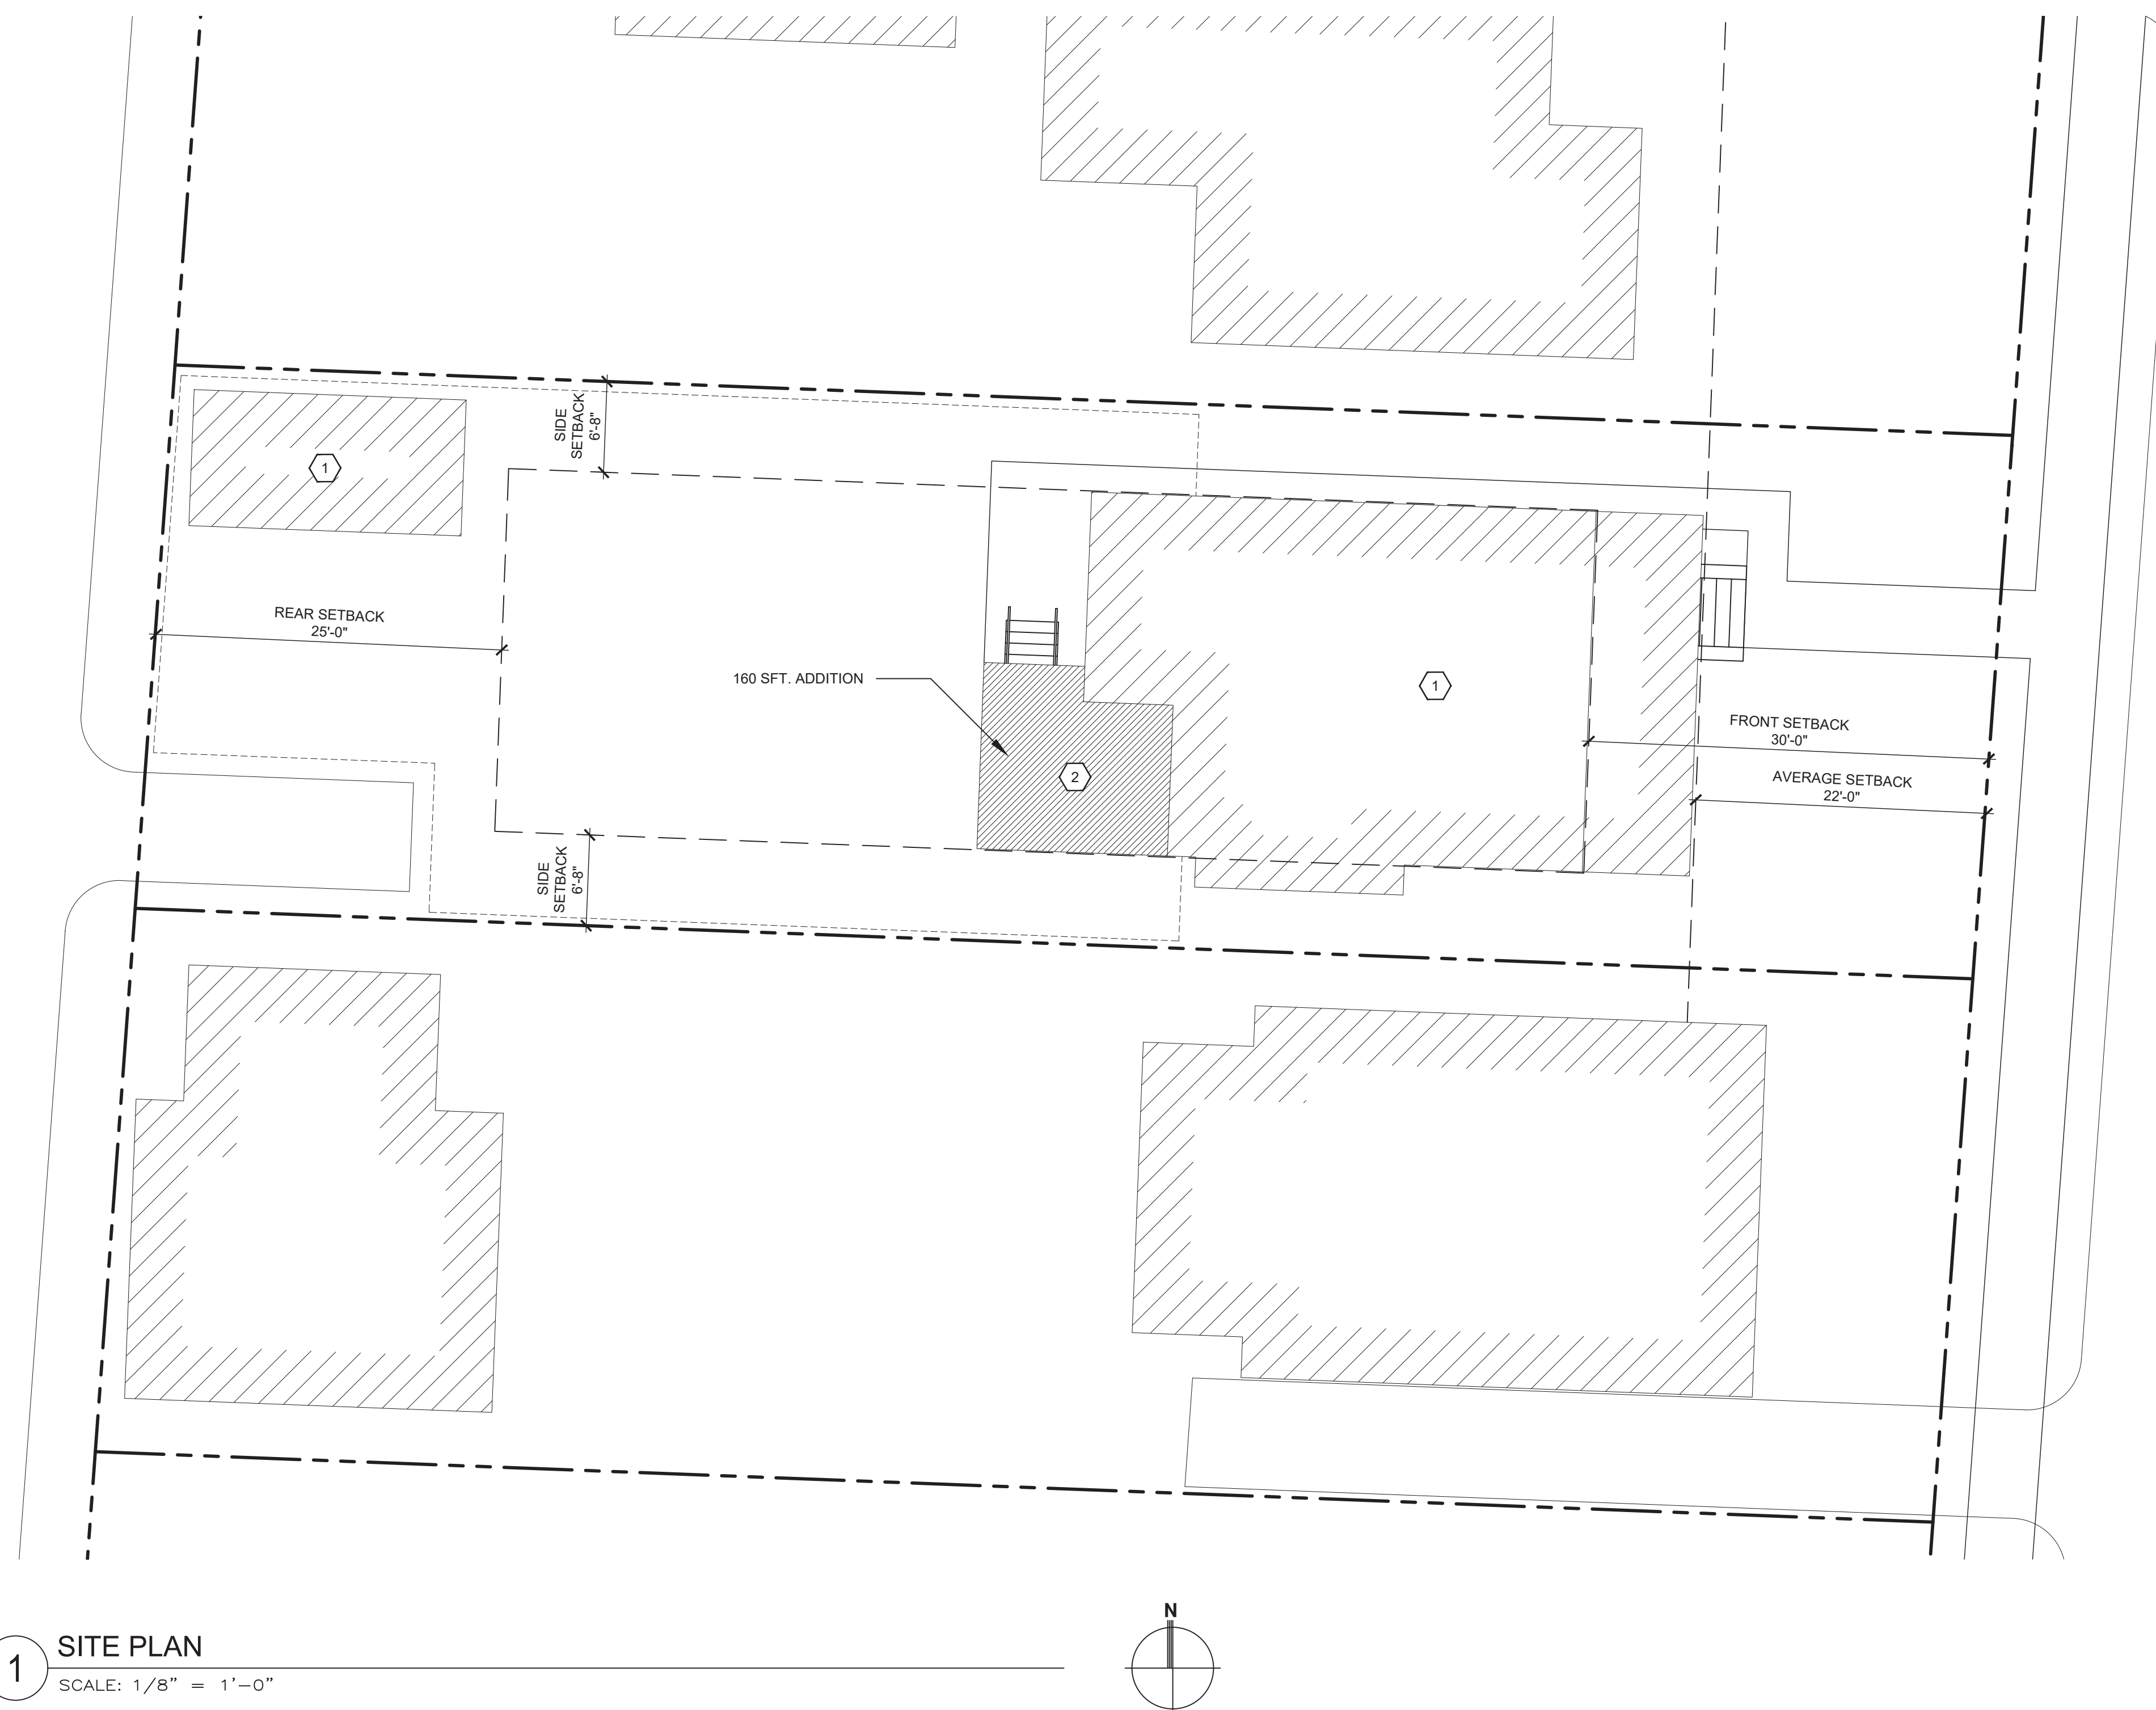 SIDE
SETBACK
6'-8"
1
REAR SETBACK
25'-0"
160 SFT. ADDITION
1
2
FRONT SETBACK
30'-0"
AVERAGE SETBACK
22'-0"
SIDE
SETBACK
6'-8"
N
1
SITE PLAN
SCALE: 1/8" = 1'-0"